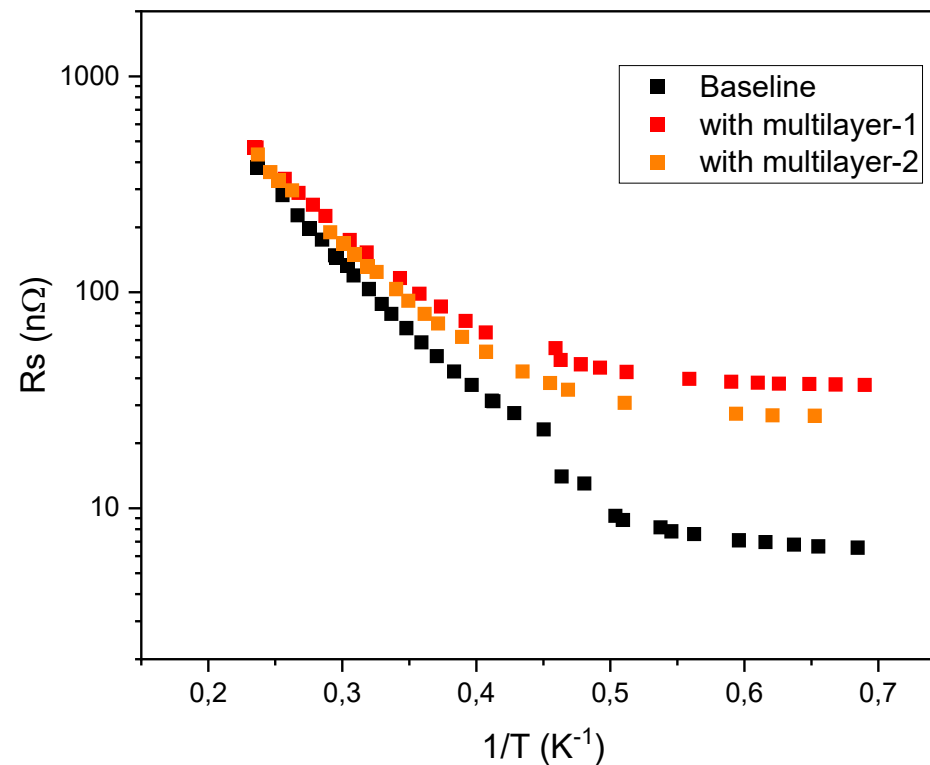 1000
100
10
Rs (nΩ)
Baseline
with multilayer-1
with multilayer-2
0,2 0,3 0,4 0,5 0,6 0,7
1/T (K⁻¹)